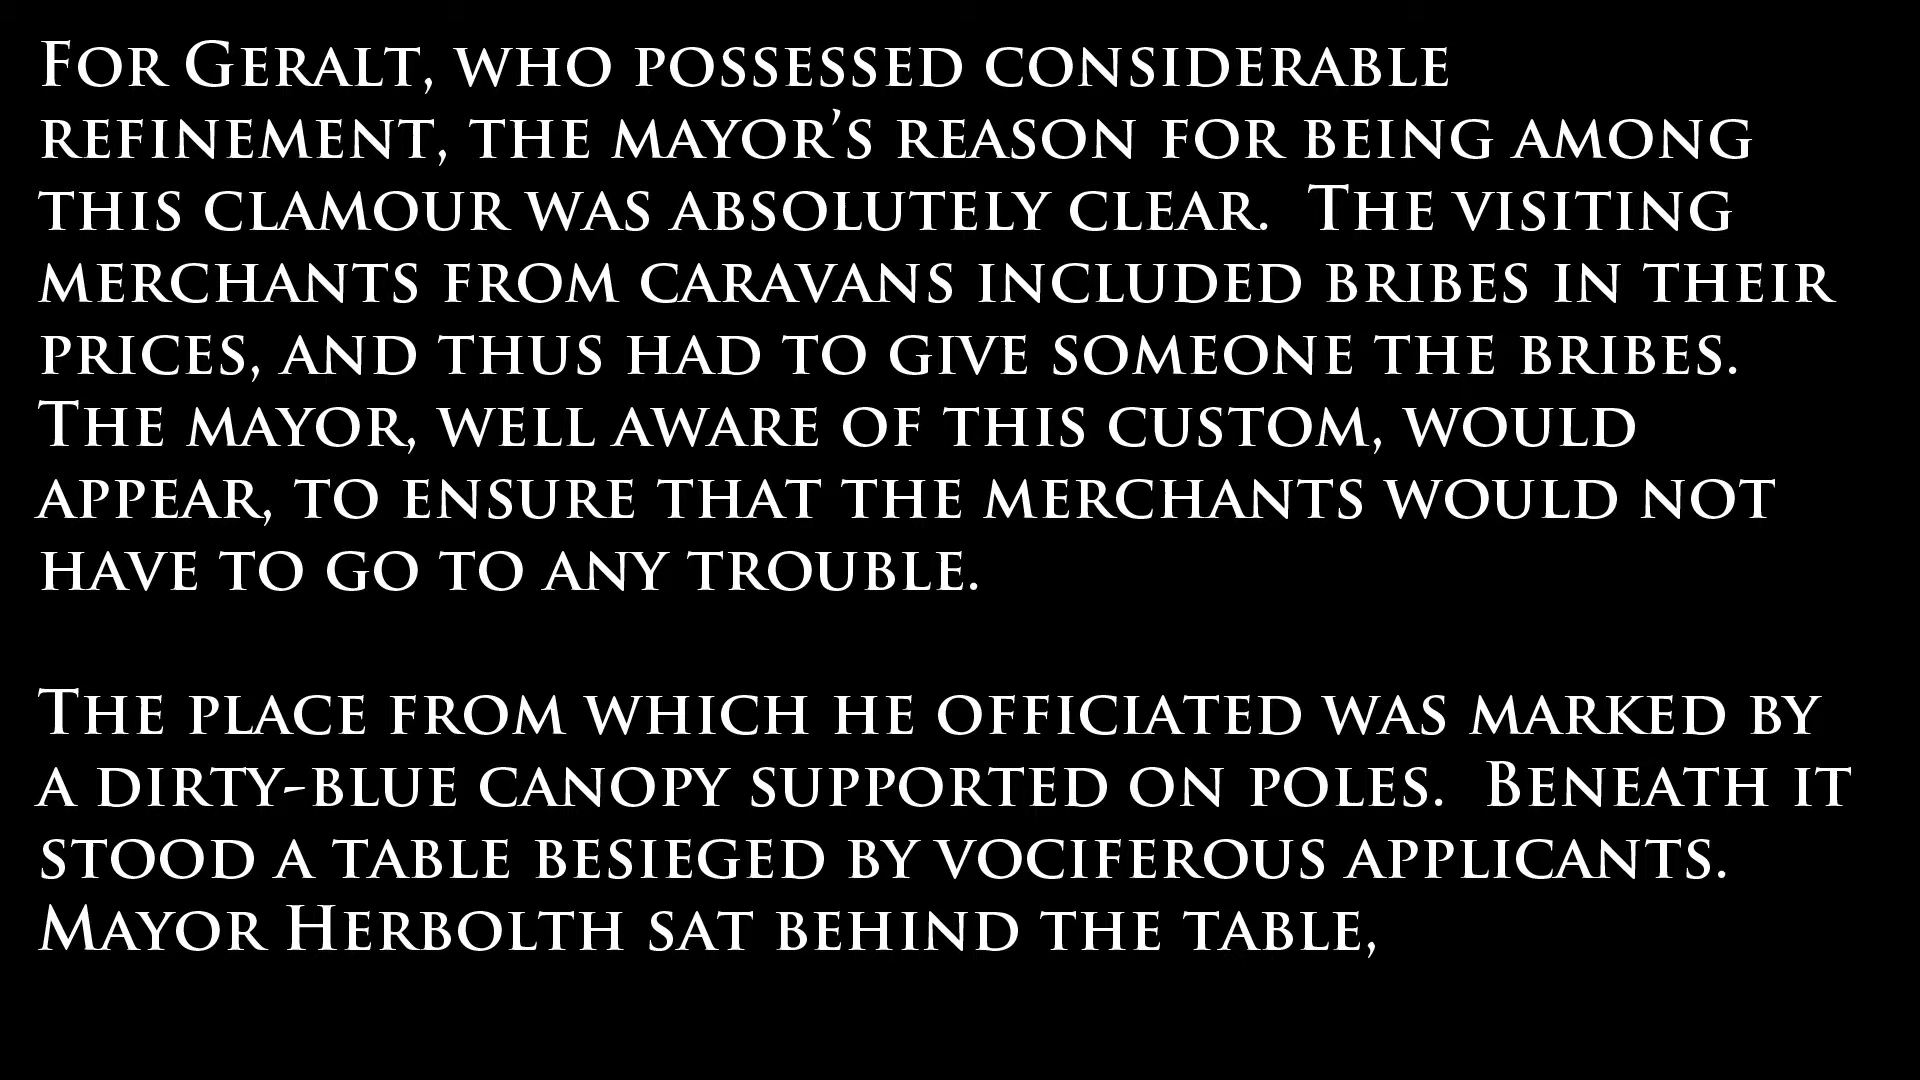 For Geralt, who possessed considerable
refinement, the mayor’s reason for being among
this clamour was absolutely clear.  The visiting
merchants from caravans included bribes in their
prices, and thus had to give someone the bribes.
The mayor, well aware of this custom, would
appear, to ensure that the merchants would not
have to go to any trouble.

The place from which he officiated was marked by
a dirty-blue canopy supported on poles.  Beneath it
stood a table besieged by vociferous applicants.
Mayor Herbolth sat behind the table,